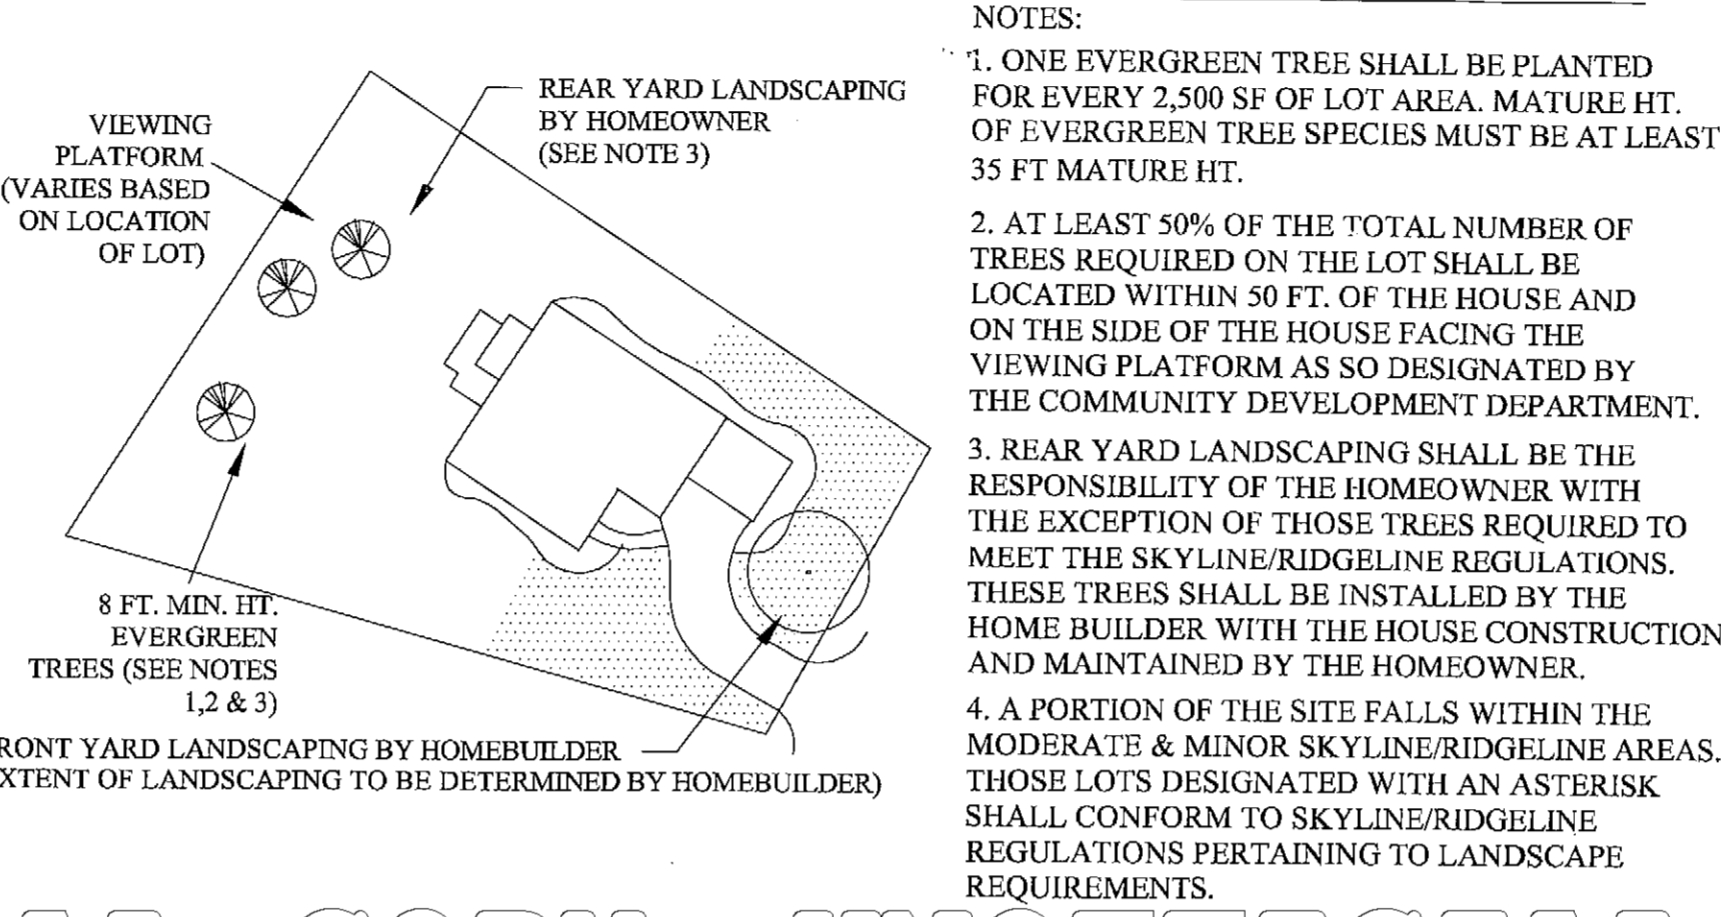 VIEWING
PLATFORM
(VARIES BASED
ON LOCATION
OF LOT)
REAR YARD LANDSCAPING
BY HOMEOWNER
(SEE NOTE 3)
8 FT. MIN. HT.
EVERGREEN
TREES (SEE NOTES
1,2 & 3)
RONT YARD LANDSCAPING BY HOMEBUILDER
XTENT OF LANDSCAPING TO BE DETERMINED BY HOMEBUILDER)
NOTES:
1. ONE EVERGREEN TREE SHALL BE PLANTED
FOR EVERY 2,500 SF OF LOT AREA. MATURE HT.
OF EVERGREEN TREE SPECIES MUST BE AT LEAST
35 FT MATURE HT.
2. AT LEAST 50% OF THE TOTAL NUMBER OF
TREES REQUIRED ON THE LOT SHALL BE
LOCATED WITHIN 50 FT. OF THE HOUSE AND
ON THE SIDE OF THE HOUSE FACING THE
VIEWING PLATFORM AS SO DESIGNATED BY
THE COMMUNITY DEVELOPMENT DEPARTMENT.
3. REAR YARD LANDSCAPING SHALL BE THE
RESPONSIBILITY OF THE HOMEOWNER WITH
THE EXCEPTION OF THOSE TREES REQUIRED TO
MEET THE SKYLINE/RIDGELINE REGULATIONS.
THESE TREES SHALL BE INSTALLED BY THE
HOME BUILDER WITH THE HOUSE CONSTRUCTION
AND MAINTAINED BY THE HOMEOWNER.
4. A PORTION OF THE SITE FALLS WITHIN THE
MODERATE & MINOR SKYLINE/RIDGELINE AREAS.
THOSE LOTS DESIGNATED WITH AN ASTERISK
SHALL CONFORM TO SKYLINE/RIDGELINE
REGULATIONS PERTAINING TO LANDSCAPE
REQUIREMENTS.